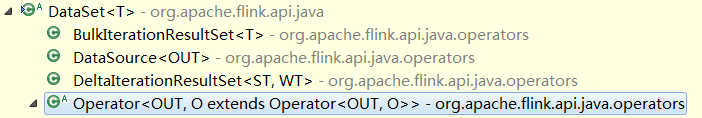 DataSet<T> - org.apache.flink.api.java
BulkIterationResultSet<T> - org.apache.flink.api.java.operators
DataSource<OUT> - org.apache.flink.api.java.operators
DeltaIterationResultSet<ST, WT> - org.apache.flink.api.java.operators
Operator<OUT, O extends Operator<OUT, O>> - org.apache.flink.api.java.operators